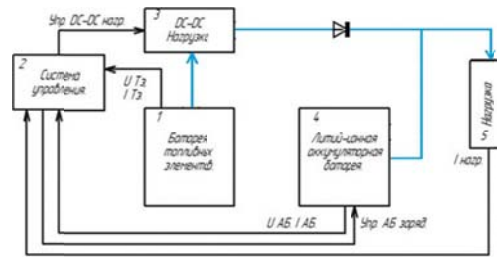 Упр. DC-DC нагр.
3
DC-DC
Нагрузка.
2
Система
управления.
U Тэ.
I Тэ.
1
Батарея
топливных
элементов.
4
Литий-ионная
аккумуляторная
батарея.
Нагрузка
5
I нагр.
U АБ. I АБ.
Упр. АБ заряд.